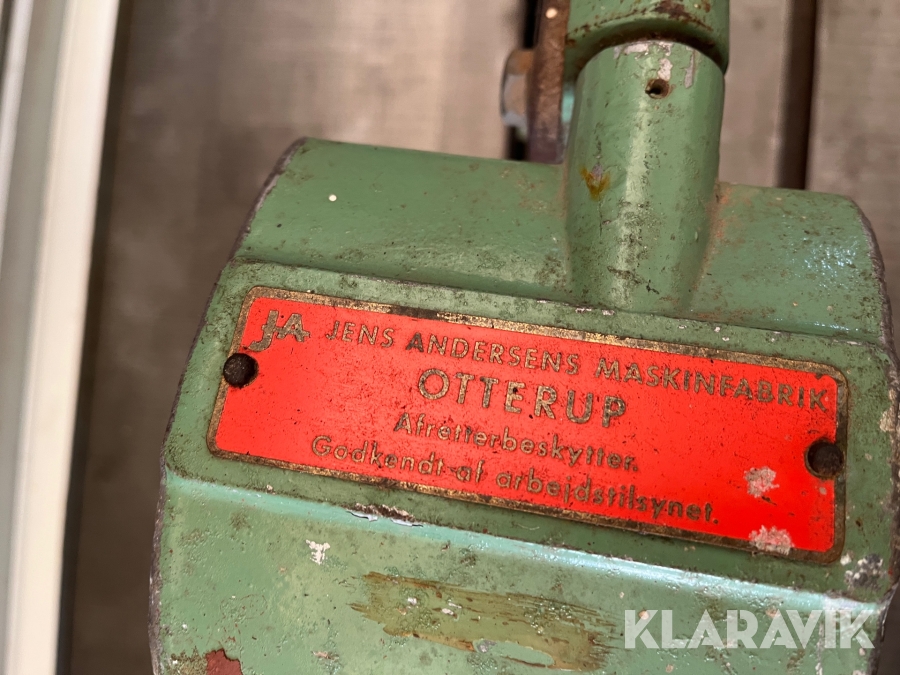 JA JENS ANDERSENS MASKINFABRIK
OTTERUP
Afretterbeskytter.
Godkendt af arbejdstilsynet.
KLARAVIK